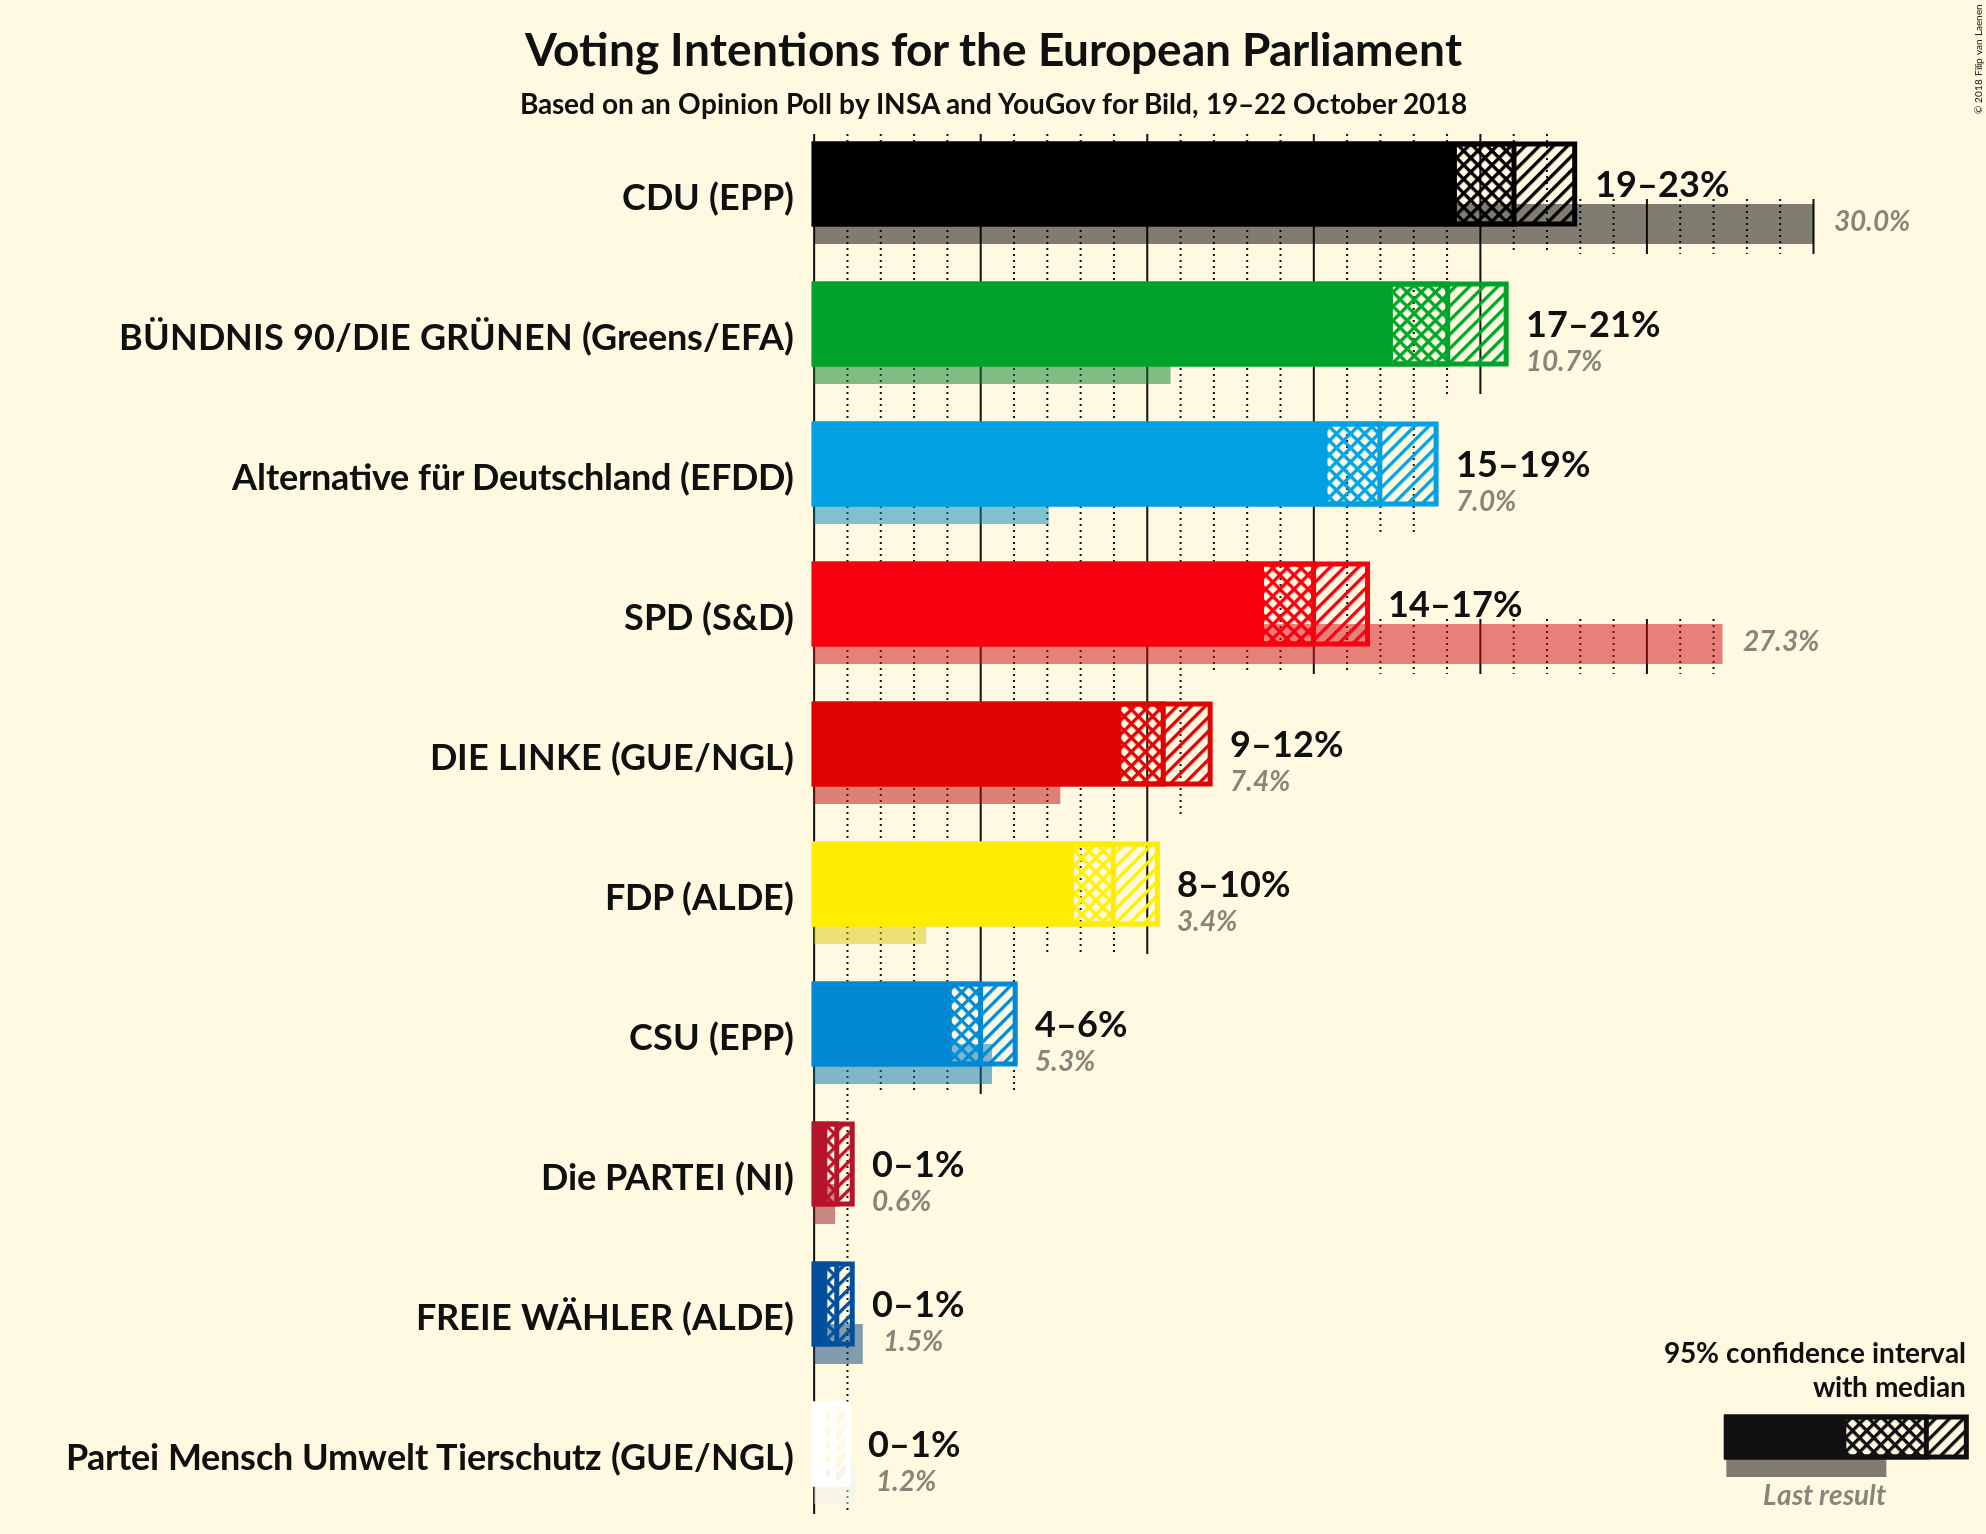 Voting Intentions for the European Parliament
Based on an Opinion Poll by INSA and YouGov for Bild, 19–22 October 2018
© 2018 Filip van Laenen
CDU (EPP)
19–23%
30.0%
BÜNDNIS 90/DIE GRÜNEN (Greens/EFA)
17–21%
10.7%
Alternative für Deutschland (EFDD)
15–19%
7.0%
SPD (S&D)
14–17%
27.3%
DIE LINKE (GUE/NGL)
9–12%
7.4%
FDP (ALDE)
8–10%
3.4%
CSU (EPP)
4–6%
5.3%
Die PARTEI (NI)
0–1%
0.6%
FREIE WÄHLER (ALDE)
0–1%
1.5%
Partei Mensch Umwelt Tierschutz (GUE/NGL)
0–1%
1.2%
95% confidence interval
with median
Last result